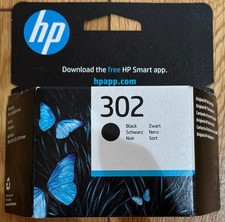 hp
Download the free HP Smart app.
hpapp.com
302
Black Zwart
Schwarz Nero
Noir Sort